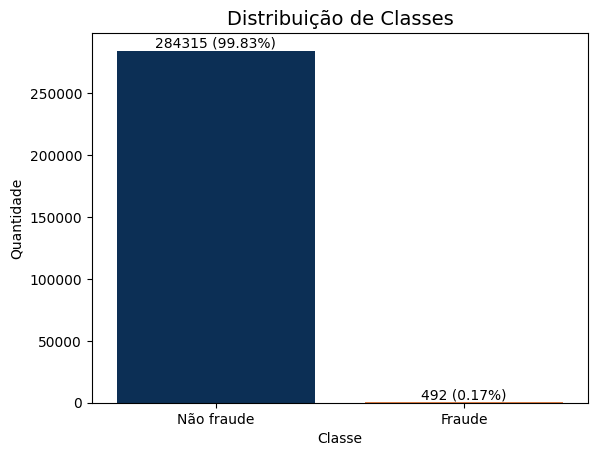 Distribuição de Classes
284315 (99.83%)
250000
200000
150000
100000
50000
0
Quantidade
492 (0.17%)
Não fraude
Fraude
Classe